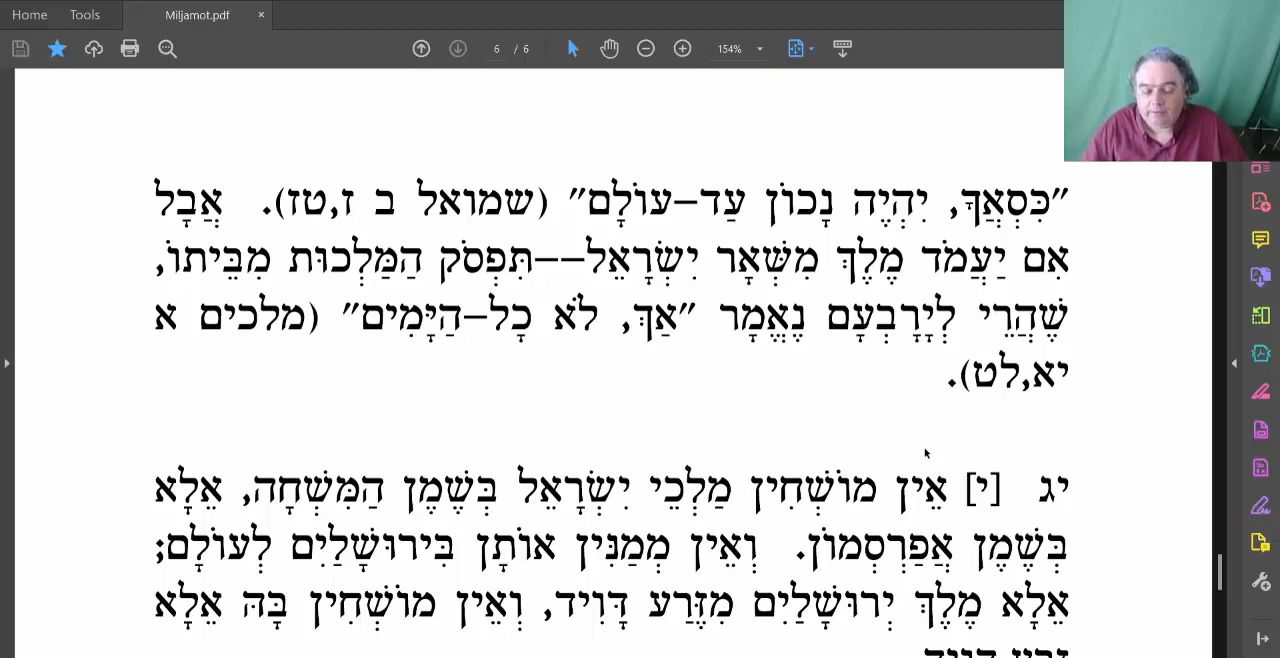 Home Tools Miljamot.pdf ×
6 / 6 154%
"כִּסְאֲךָ, יִהְיֶה נָכוֹן עַד–עוֹלָם" (שמואל ב ז,טז). אֲבָל
אִם יַעֲמֹד מֶלֶךְ מִשְּׁאָר יִשְׂרָאֵל––תִּפְסֹק הַמַּלְכוּת מִבֵּיתוֹ,
שֶׁהֲרֵי לְיָרָבְעָם נֶאֱמָר "אַךְ, לֹא כָל–הַיָּמִים" (מלכים א
יא,לט).
יג [י] אֵין מוֹשְׁחִין מַלְכֵי יִשְׂרָאֵל בְּשֶׁמֶן הַמִּשְׁחָה, אֵלָא
בְּשֶׁמֶן אֲפַרְסְמוֹן. וְאֵין מְמַנִּין אוֹתָן בִּירוּשָׁלַיִם לְעוֹלָם;
אֵלָא מֶלֶךְ יְרוּשָׁלַיִם מִזֶּרַע דָּוִיד, וְאֵין מוֹשְׁחִין בָּהּ אֵלָא